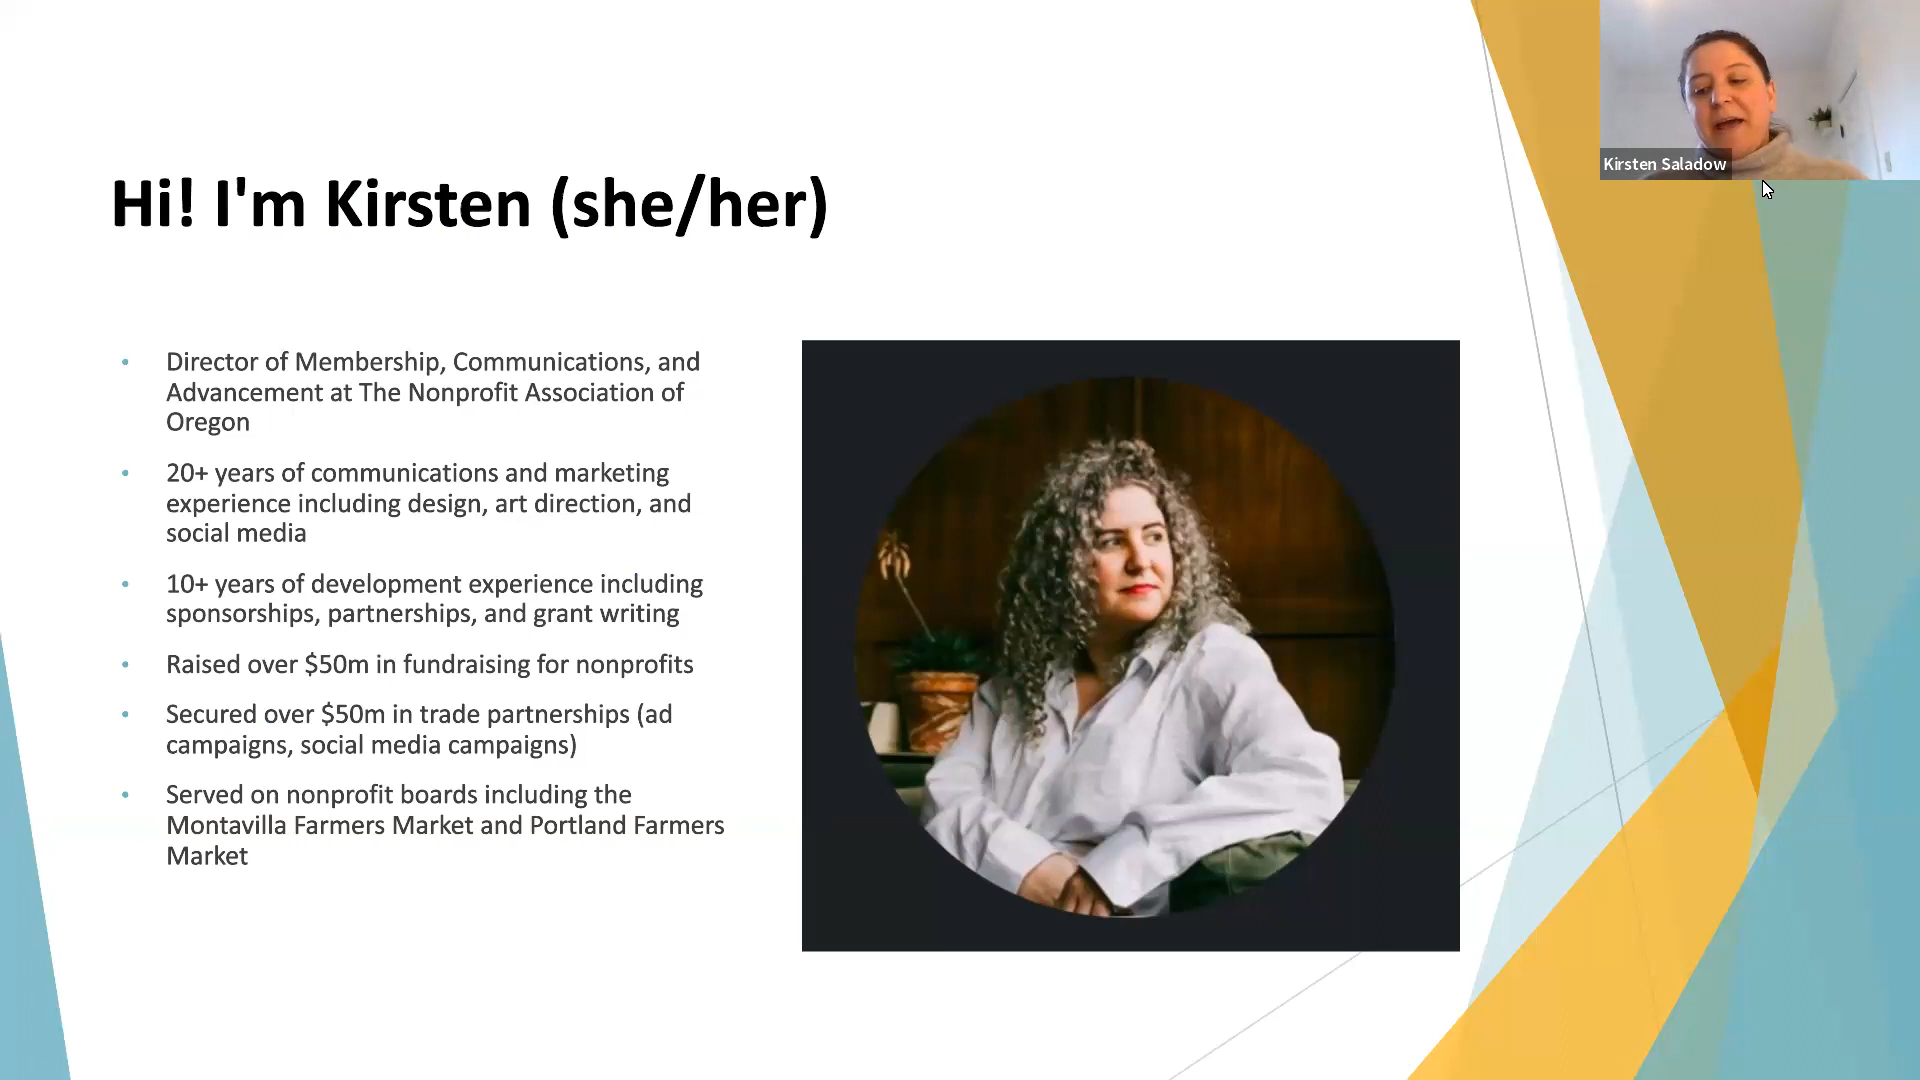 Kirsten Saladow
Hi! I'm Kirsten (she/her)
• Director of Membership, Communications, and
Advancement at The Nonprofit Association of
Oregon
• 20+ years of communications and marketing
experience including design, art direction, and
social media
• 10+ years of development experience including
sponsorships, partnerships, and grant writing
• Raised over $50m in fundraising for nonprofits
• Secured over $50m in trade partnerships (ad
campaigns, social media campaigns)
• Served on nonprofit boards including the
Montavilla Farmers Market and Portland Farmers
Market